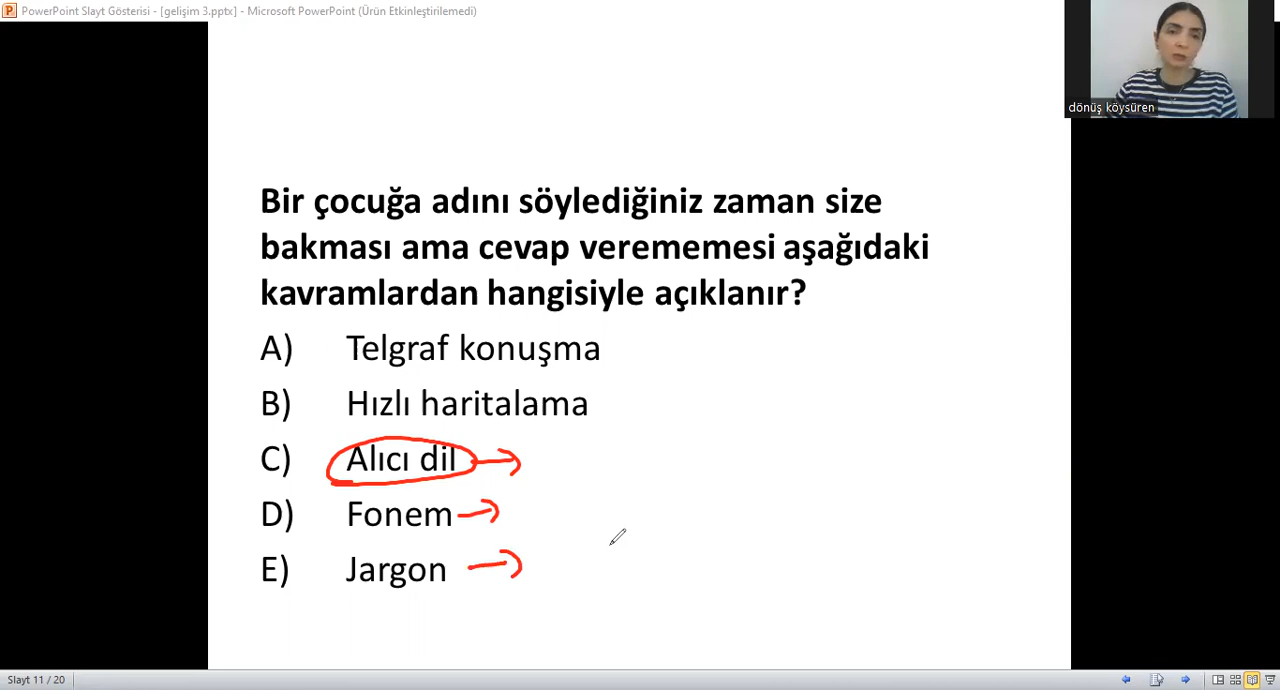 PowerPoint Slayt Gösterisi - [gelişim 3.pptx] - Microsoft PowerPoint (Ürün Etkinleştirilemedi)
dönüş köysüren
Bir çocuğa adını söylediğiniz zaman size
bakması ama cevap verememesi aşağıdaki
kavramlardan hangisiyle açıklanır?
A) Telgraf konuşma
B) Hızlı haritalama
C) Alıcı dil
D) Fonem
E) Jargon
Slayt 11 / 20